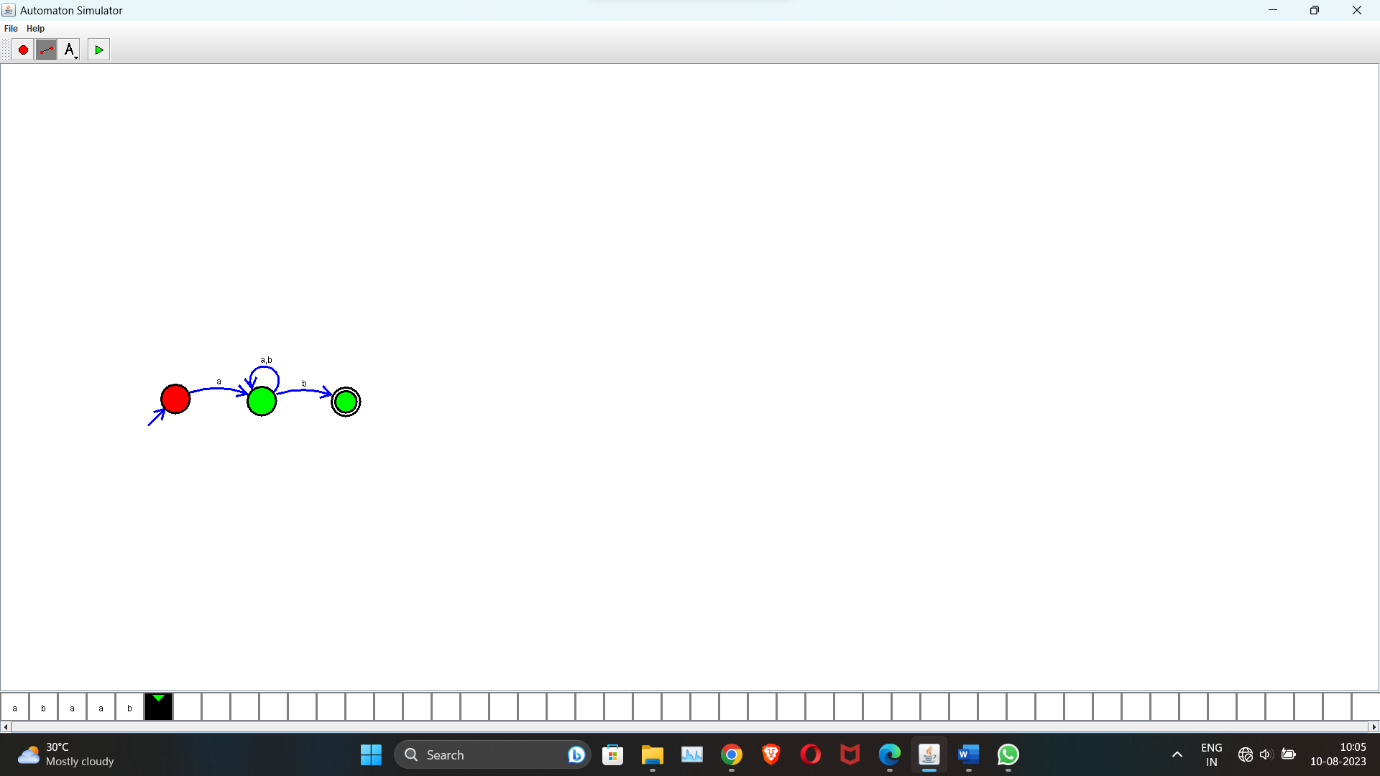 Automaton Simulator
File Help
A
a,b
a b
a b a a b
30°C
Mostly cloudy
Search
b
W
ENG
IN
10:05
10-08-2023